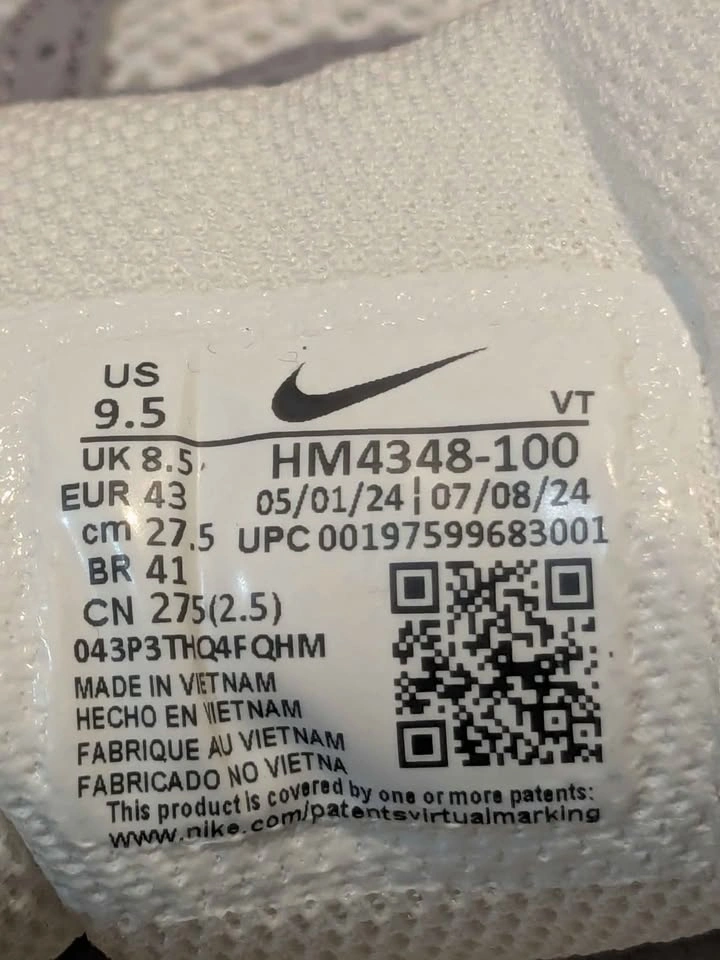 US
9.5
VT
UK 8.5
HM4348-100
EUR 43
05/01/24 | 07/08/24
cm 27.5
UPC 00197599683001
BR 41
CN 275(2.5)
043P3THQ4FQHM
MADE IN VIETNAM
HECHO EN VIETNAM
FABRIQUE AU VIETNAM
FABRICADO NO VIETNA
This product is covered by one or more patents:
www.nike.com/patentsvirtualmarking